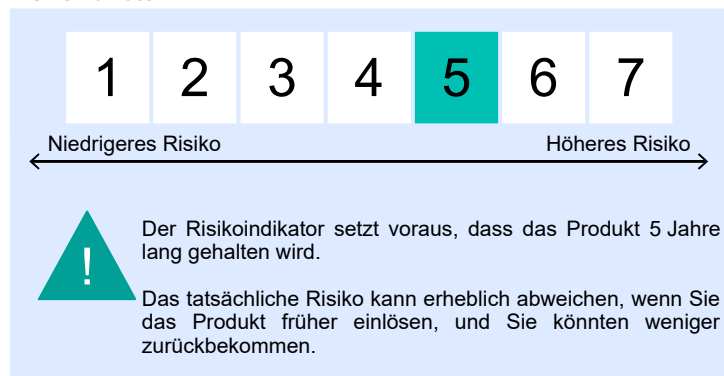 1 2 3 4 5 6 7
Niedrigeres Risiko Höheres Risiko
!
Der Risikoindikator setzt voraus, dass das Produkt 5 Jahre
lang gehalten wird.
Das tatsächliche Risiko kann erheblich abweichen, wenn Sie
das Produkt früher einlösen, und Sie könnten weniger
zurückbekommen.